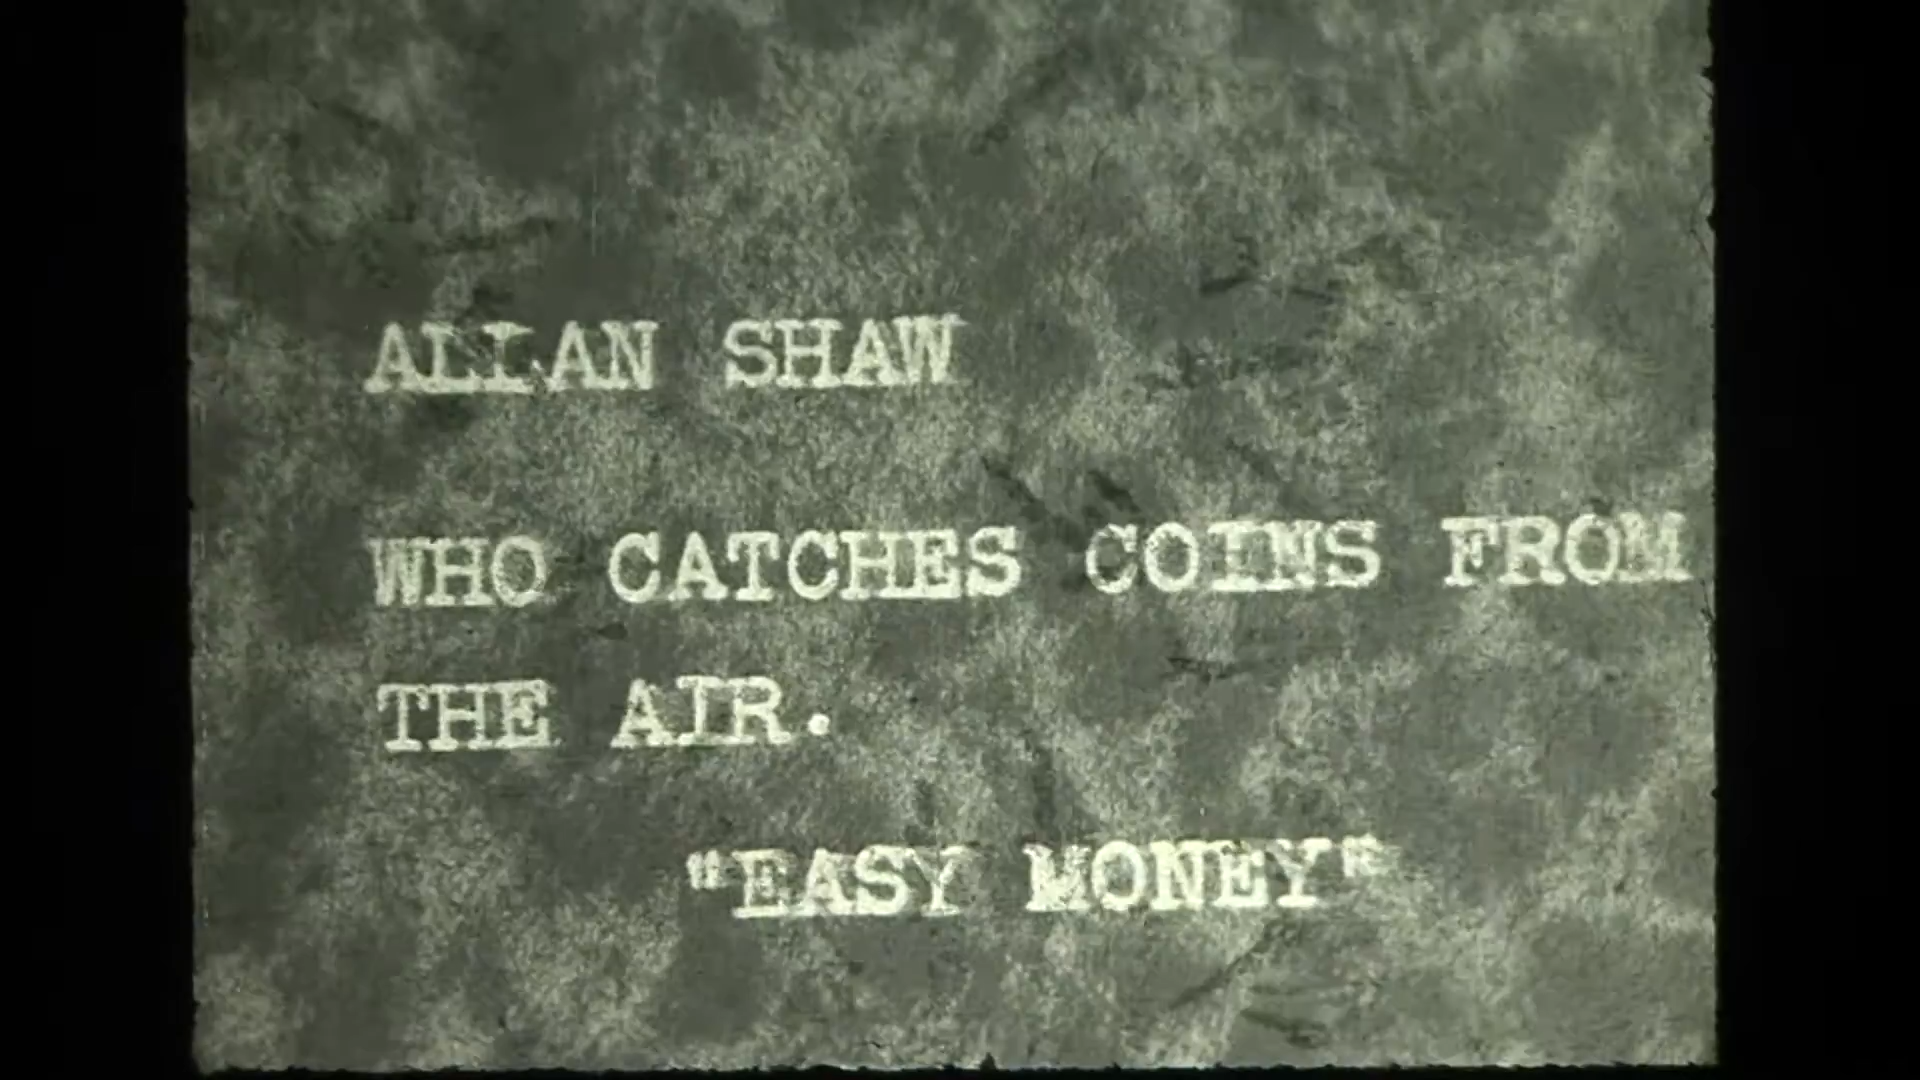 ALLAN SHAW
WHO CATCHES COINS FROM
THE AIR.
"EASY MONEY"